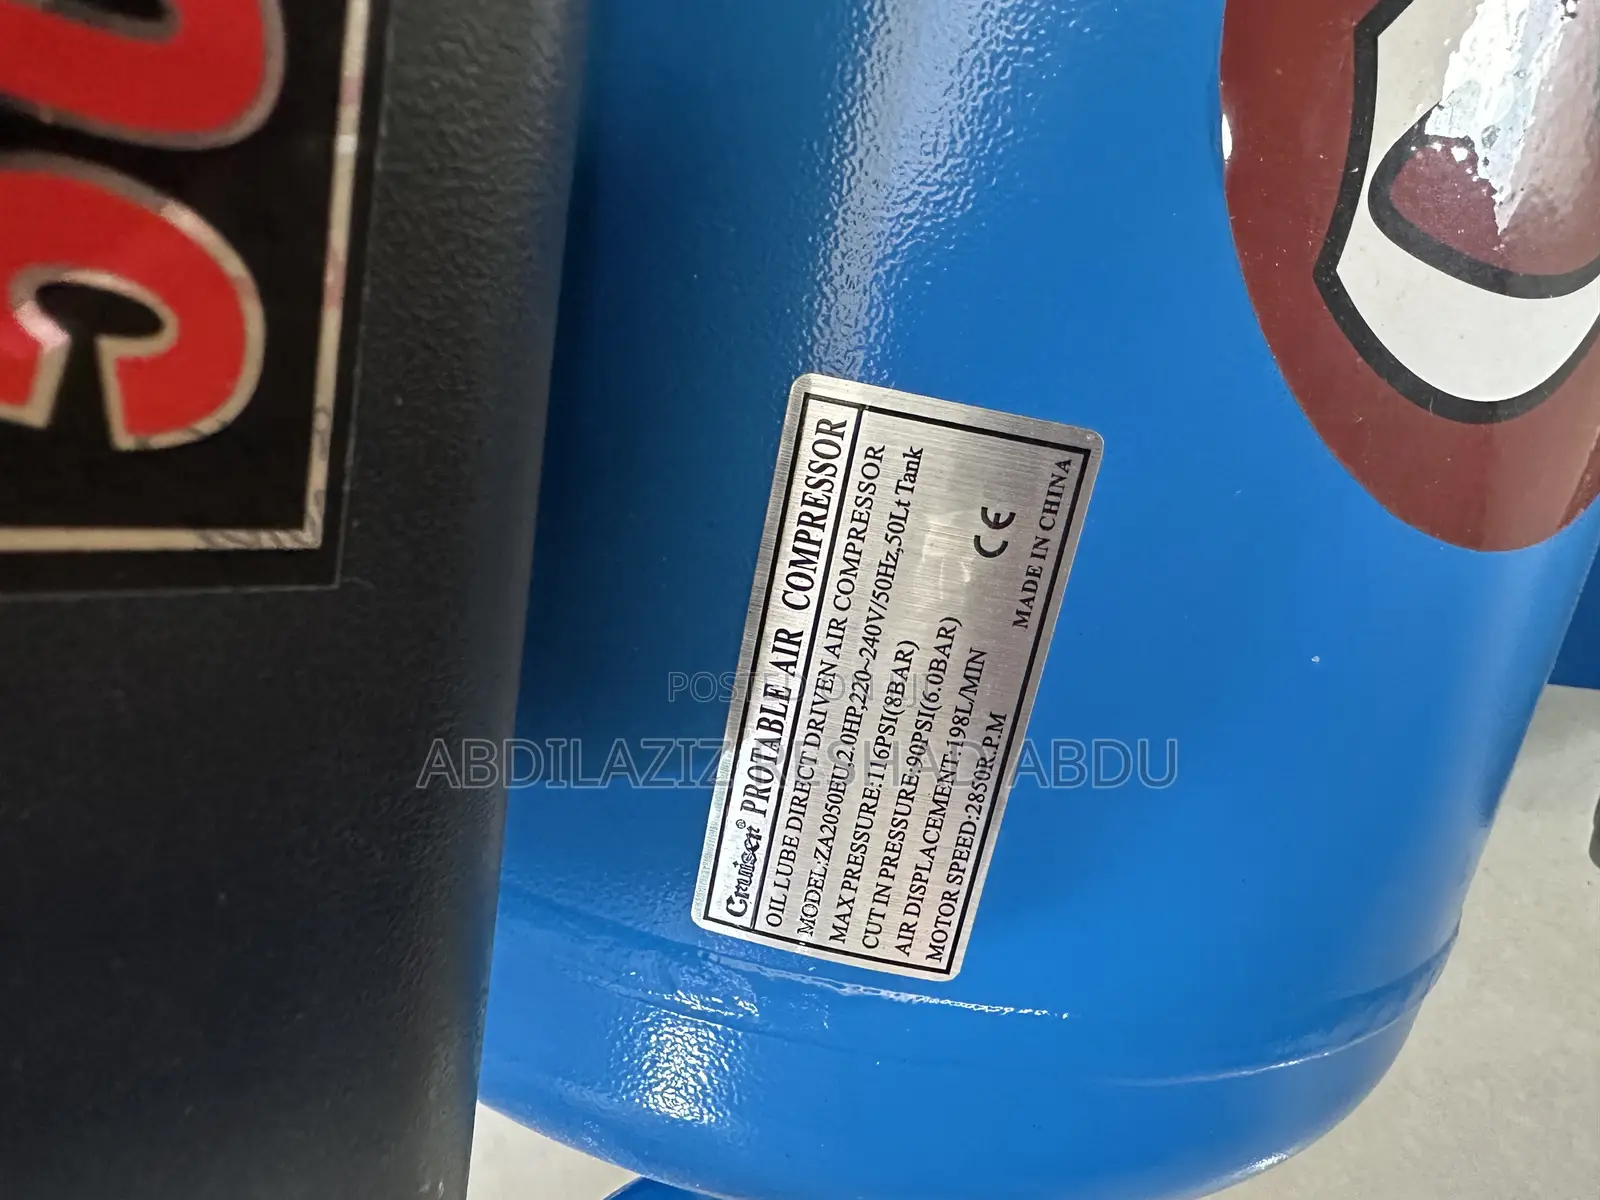 Cruiser® PROTABLE AIR COMPRESSOR
OIL LUBE DIRECT DRIVEN AIR COMPRESSOR
MODEL:ZA2050EU,2.0HP,220~240V/50Hz,50Lt Tank
MAX PRESSURE:116PSI(8BAR)
CUT IN PRESSURE:90PSI(6.0BAR)
AIR DISPLACEMENT:198L/MIN
MOTOR SPEED:2850R.P.M
CE
MADE IN CHINA
POSTED ON JIJI
ABDILAZIZ RESHAD ABDU